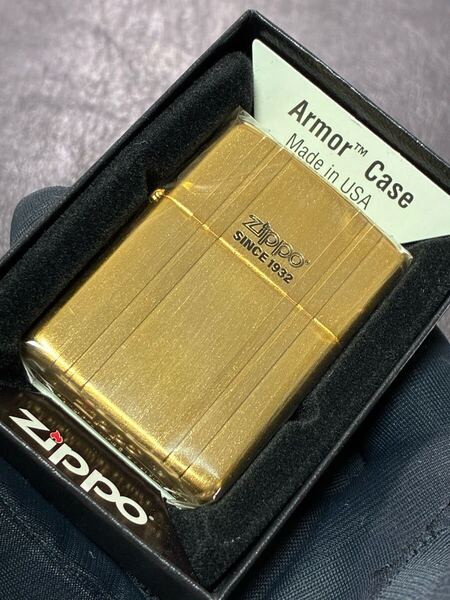 Armor™ Case
Made in USA
Zippo
SINCE 1932
Zippo